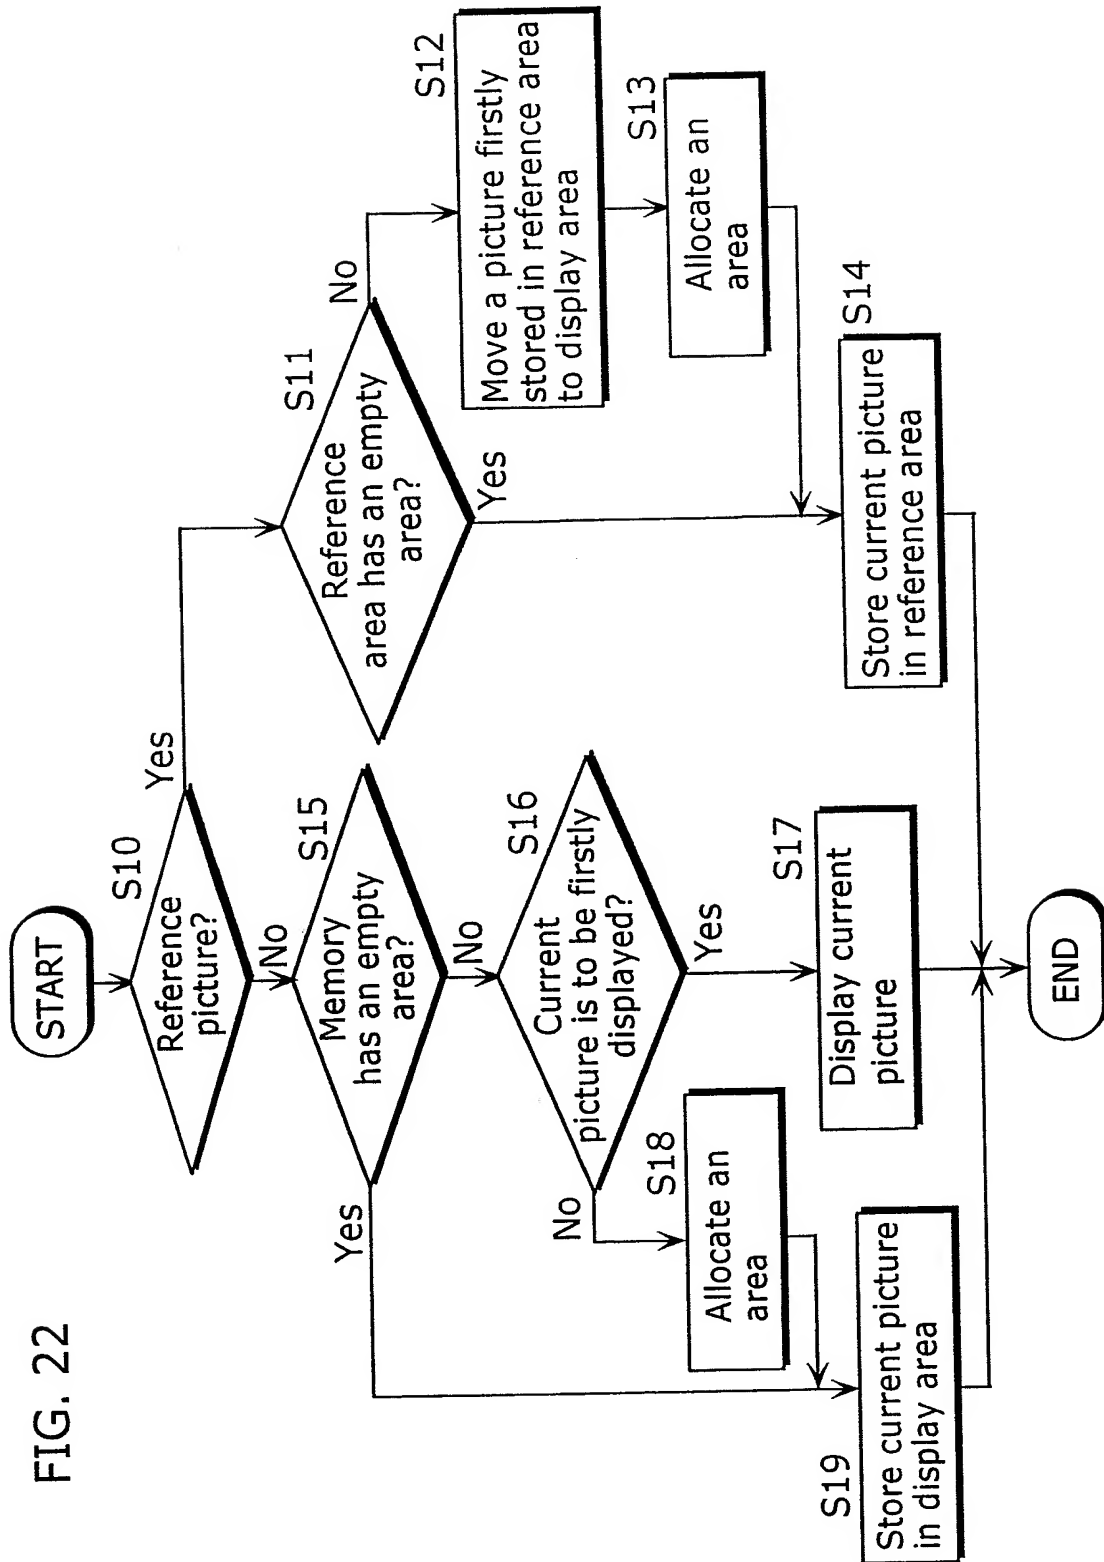 FIG. 22
START
S10
Reference
picture?
Yes
No
S11
Reference
area has an empty
area?
No
Yes
S12
Move a picture firstly
stored in reference area
to display area
S13
Allocate an
area
S14
Store current picture
in reference area
S15
Memory
has an empty
area?
Yes
No
S16
Current
picture is to be firstly
displayed?
No
Yes
S17
Display current
picture
S18
Allocate an
area
S19
Store current picture
in display area
END